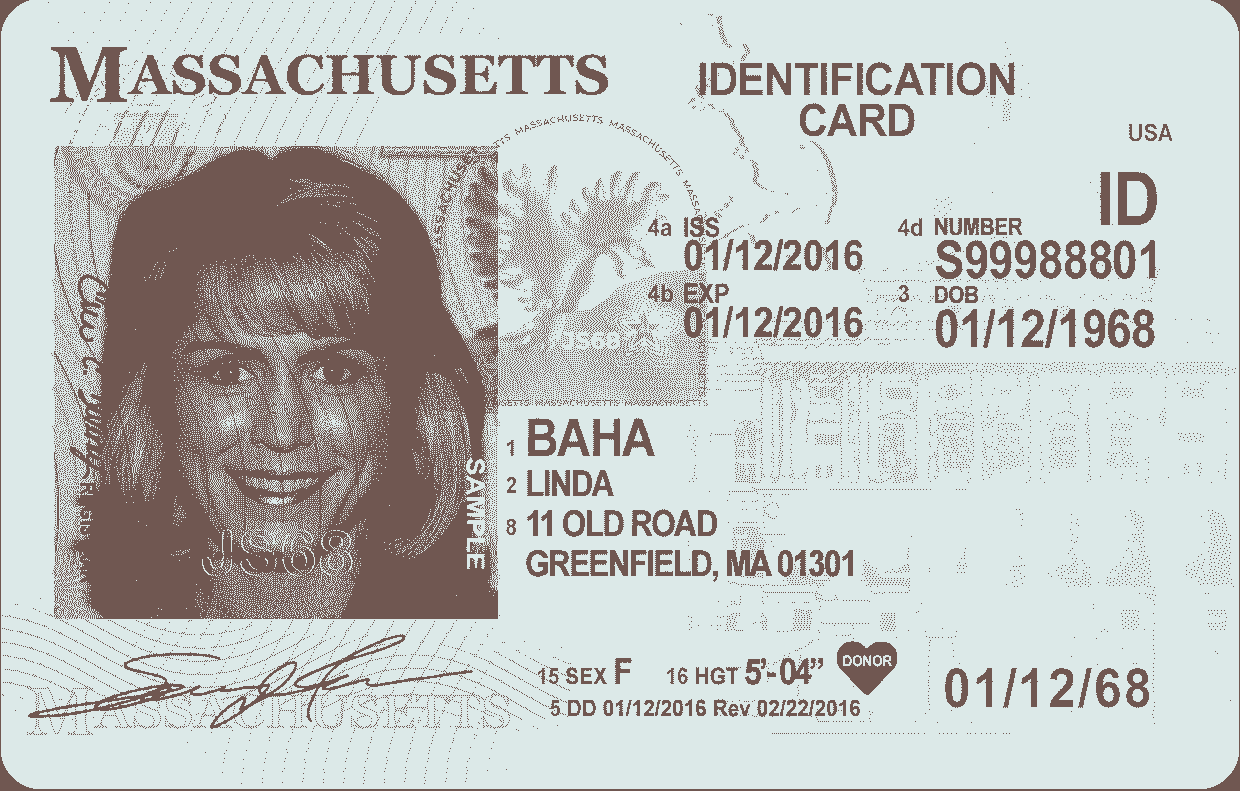 MASSACHUSETTS
IDENTIFICATION
CARD
USA
ID
4a ISS
01/12/2016
4d NUMBER
S99988801
4b EXP
01/12/2016
3 DOB
01/12/1968
JS68
1 BAHA
2 LINDA
8 11 OLD ROAD
GREENFIELD, MA 01301
SAMPLE
JS68
15 SEX F 16 HGT 5'-04" DONOR
5 DD 01/12/2016 Rev 02/22/2016
01/12/68
MASSACHUSETTS
MASSACHUSETTS MASSACHUSETTS